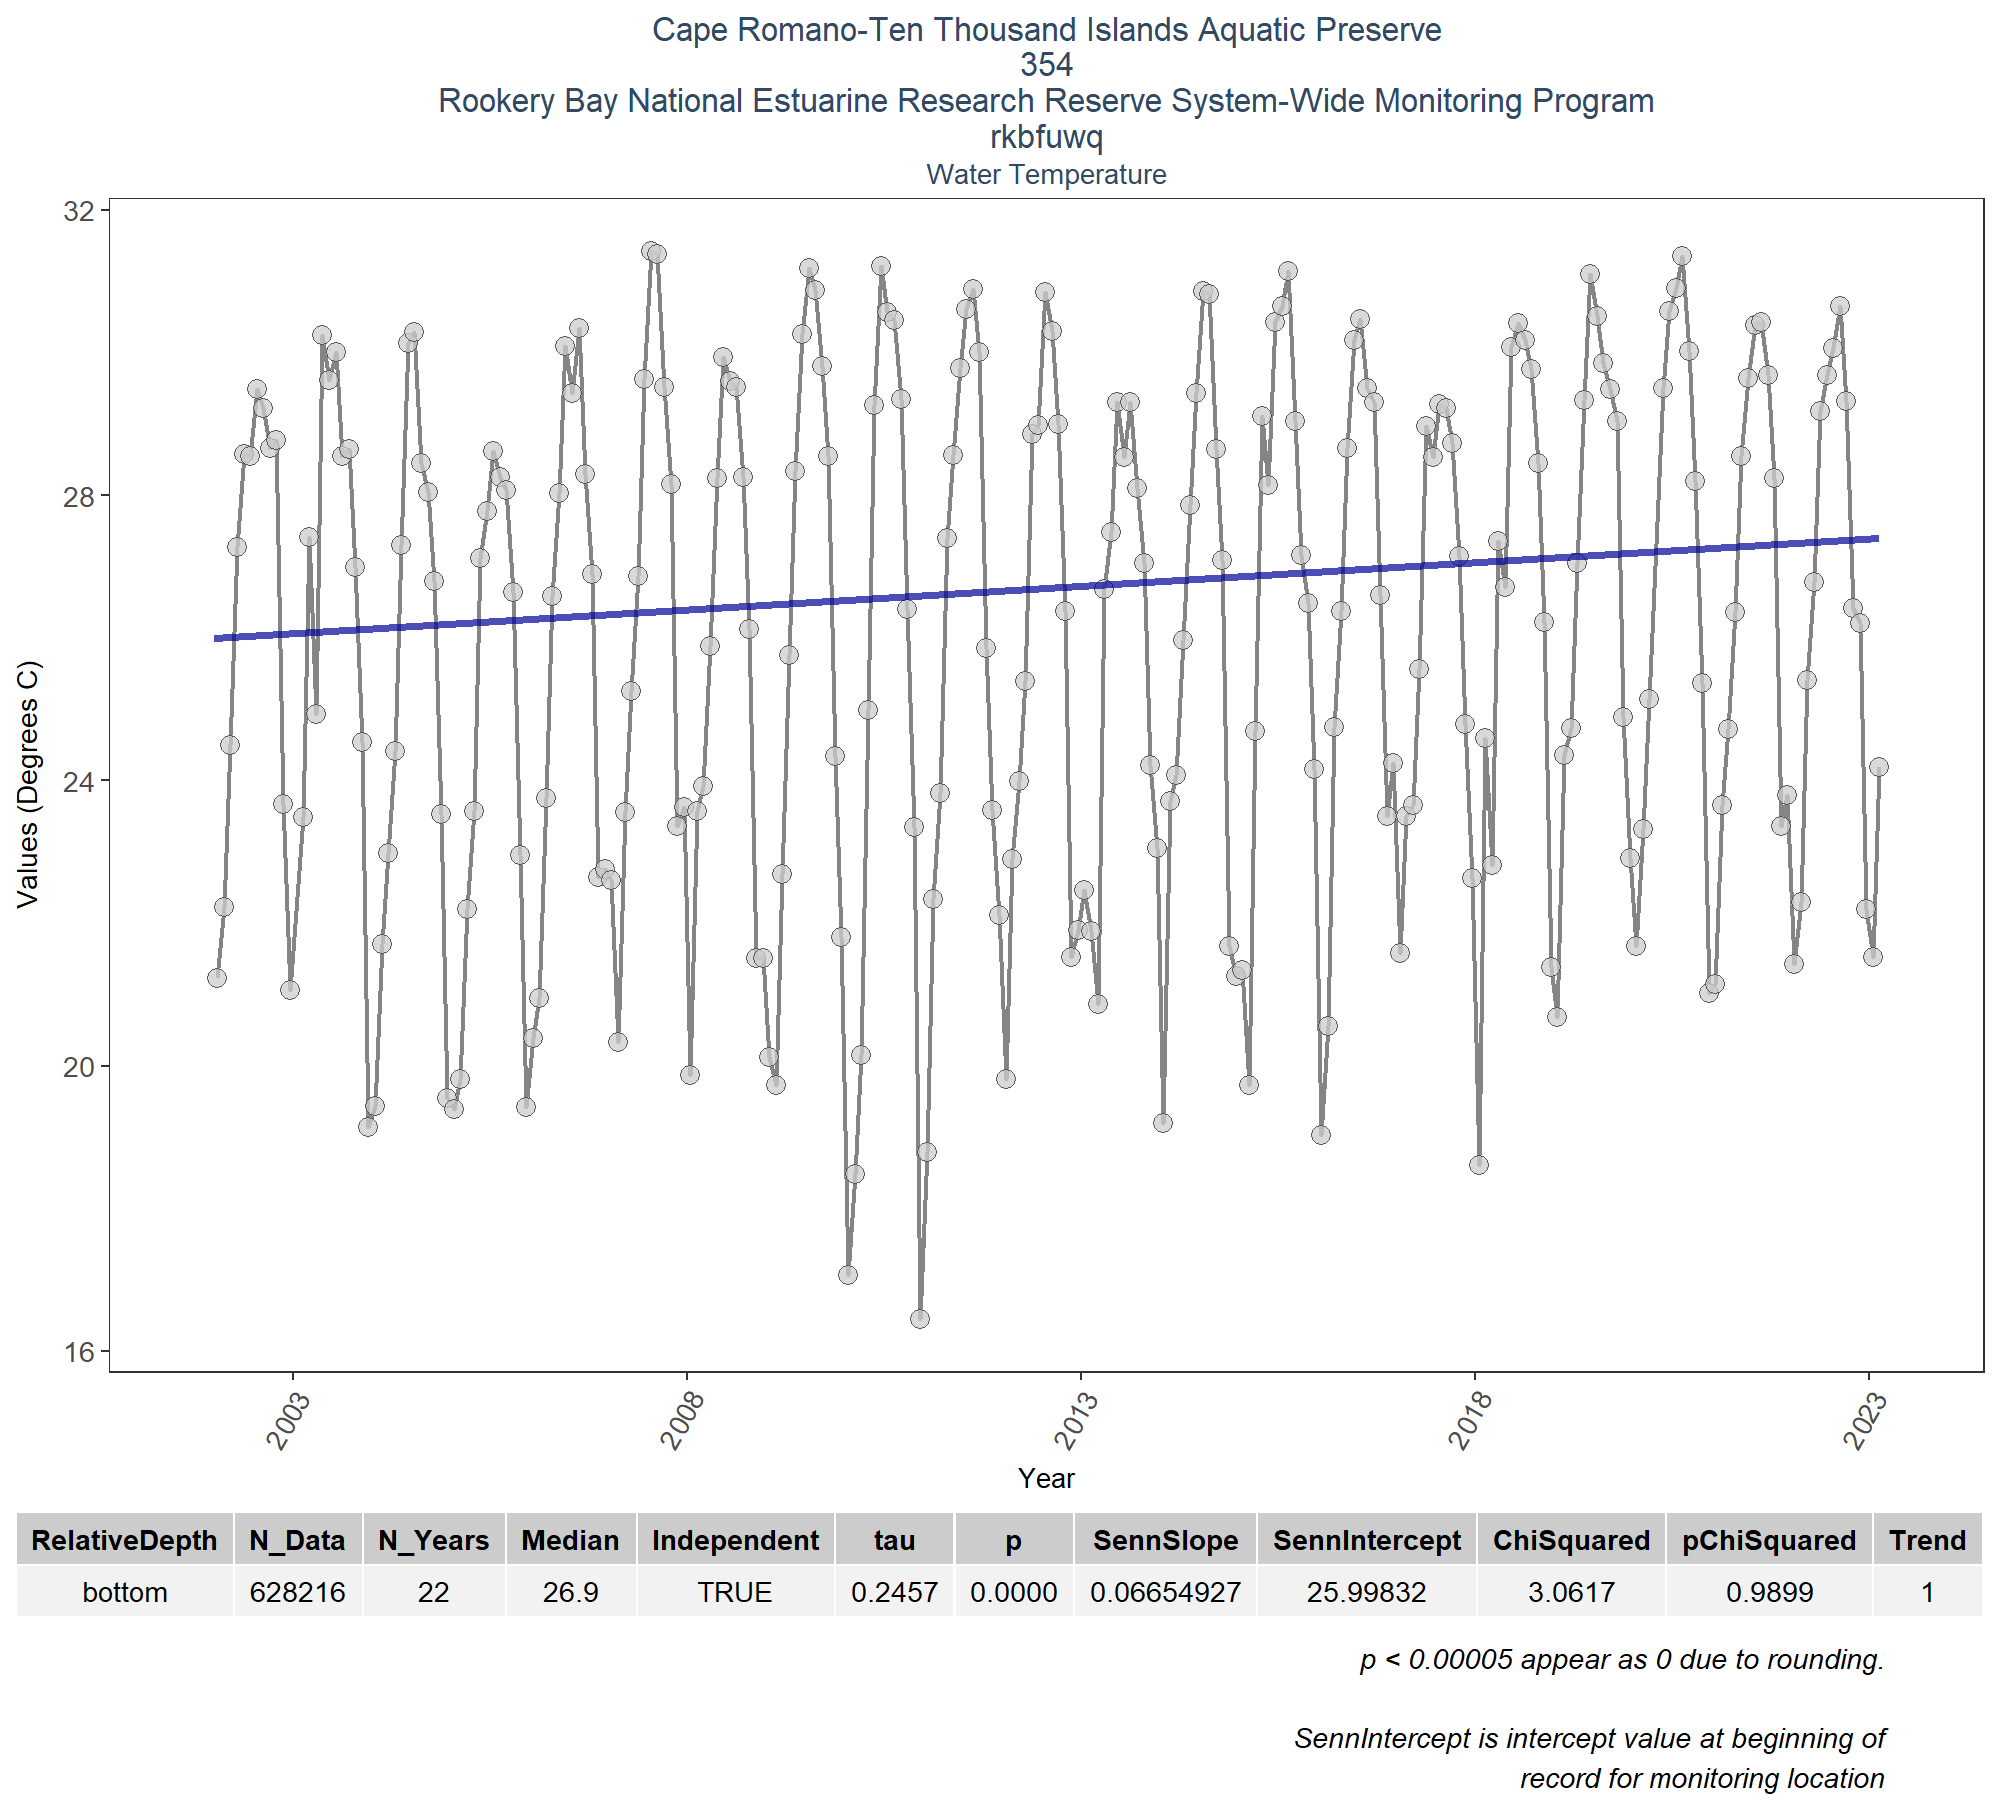 Cape Romano-Ten Thousand Islands Aquatic Preserve
354
Rookery Bay National Estuarine Research Reserve System-Wide Monitoring Program
rkbfuwq
Water Temperature
32
28
24
20
16
Values (Degrees C)
2003 2008 2013 2018 2023
Year
RelativeDepth N_Data N_Years Median Independent tau p SennSlope SennIntercept ChiSquared pChiSquared Trend
bottom 628216 22 26.9 TRUE 0.2457 0.0000 0.06654927 25.99832 3.0617 0.9899 1
p < 0.00005 appear as 0 due to rounding.
SennIntercept is intercept value at beginning of
record for monitoring location